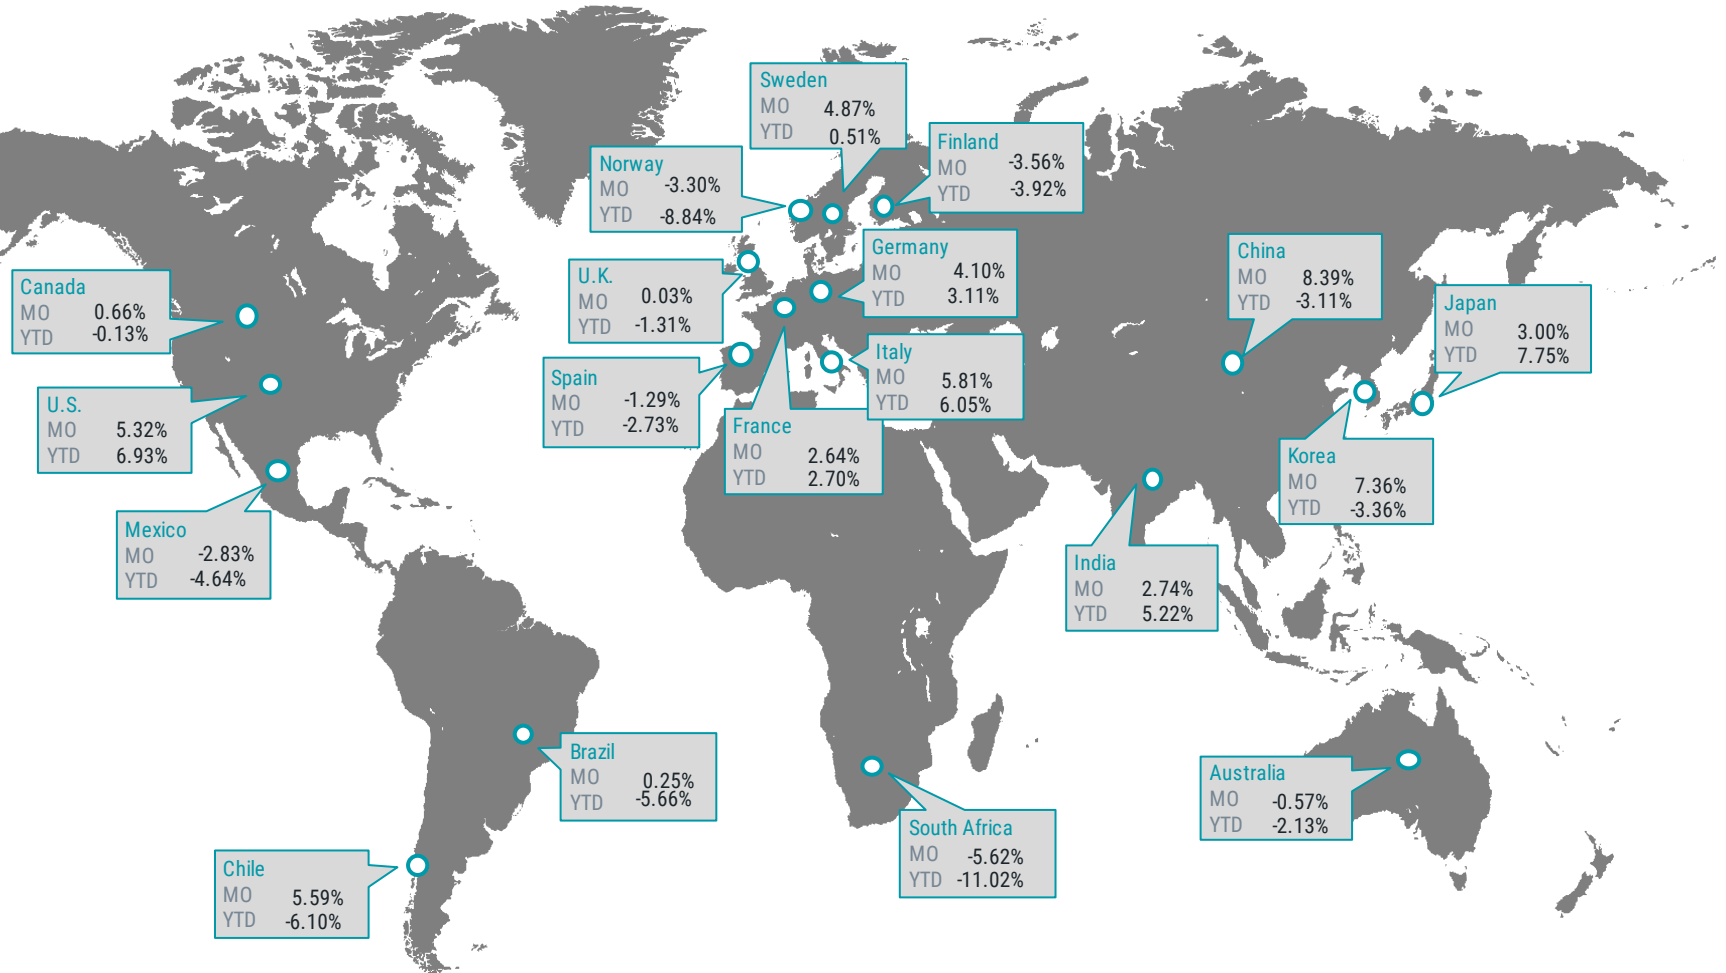 Sweden
MO 4.87%
YTD 0.51%
Finland
MO -3.56%
YTD -3.92%
Norway
MO -3.30%
YTD -8.84%
Germany
MO 4.10%
YTD 3.11%
China
MO 8.39%
YTD -3.11%
U.K.
MO 0.03%
YTD -1.31%
Canada
MO 0.66%
YTD -0.13%
Japan
MO 3.00%
YTD 7.75%
Italy
MO 5.81%
YTD 6.05%
Spain
MO -1.29%
YTD -2.73%
U.S.
MO 5.32%
YTD 6.93%
France
MO 2.64%
YTD 2.70%
Korea
MO 7.36%
YTD -3.36%
Mexico
MO -2.83%
YTD -4.64%
India
MO 2.74%
YTD 5.22%
Brazil
MO 0.25%
YTD -5.66%
Australia
MO -0.57%
YTD -2.13%
South Africa
MO -5.62%
YTD -11.02%
Chile
MO 5.59%
YTD -6.10%